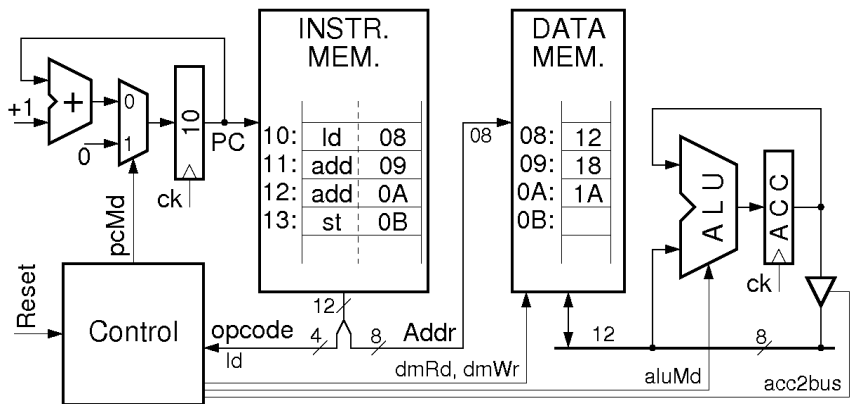 INSTR.
MEM.
DATA
MEM.
+1
+
0
1
0
10
PC
ck
pcMd
10: ld 08
11: add 09
12: add 0A
13: st 0B
08
08: 12
09: 18
0A: 1A
0B:
ALU
ACC
ck
Reset
Control
12
opcode
4
8
Addr
ld
dmRd, dmWr
12
8
aluMd
acc2bus